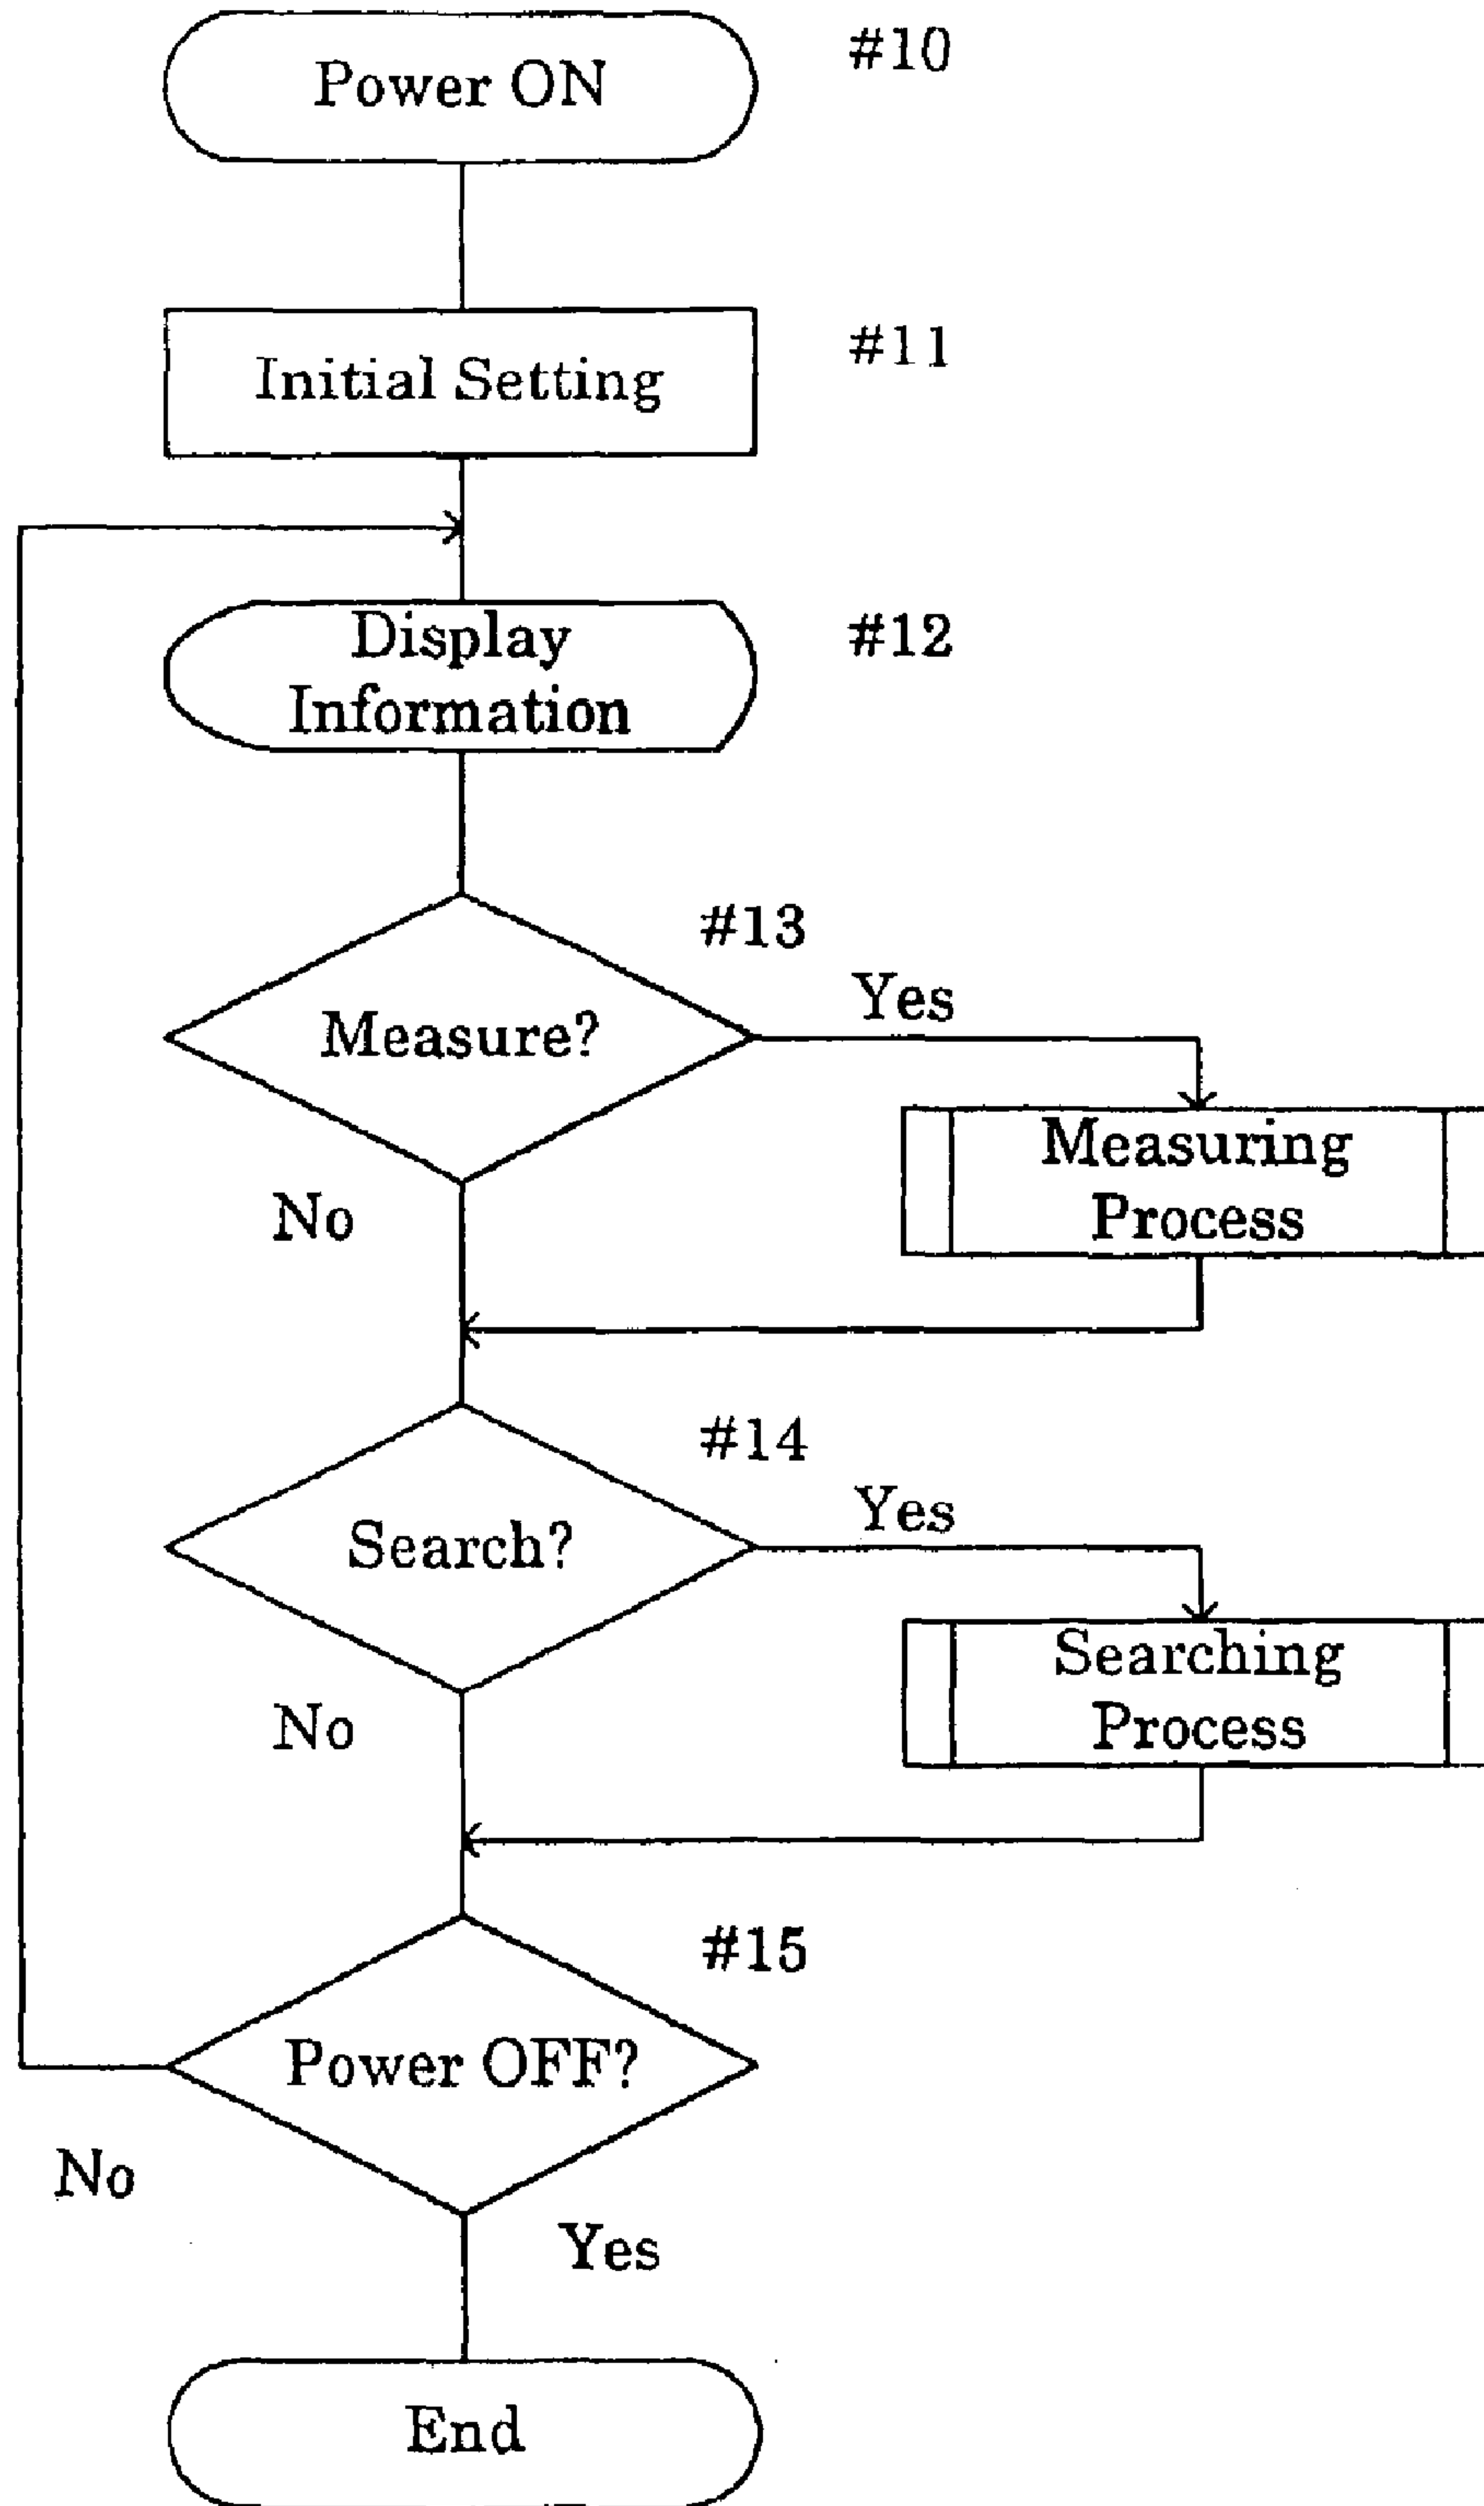 Power ON
#10
Initial Setting
#11
Display
Information
#12
#13
Measure?
Yes
Measuring
Process
No
#14
Search?
Yes
Searching
Process
No
#15
Power OFF?
No
Yes
End